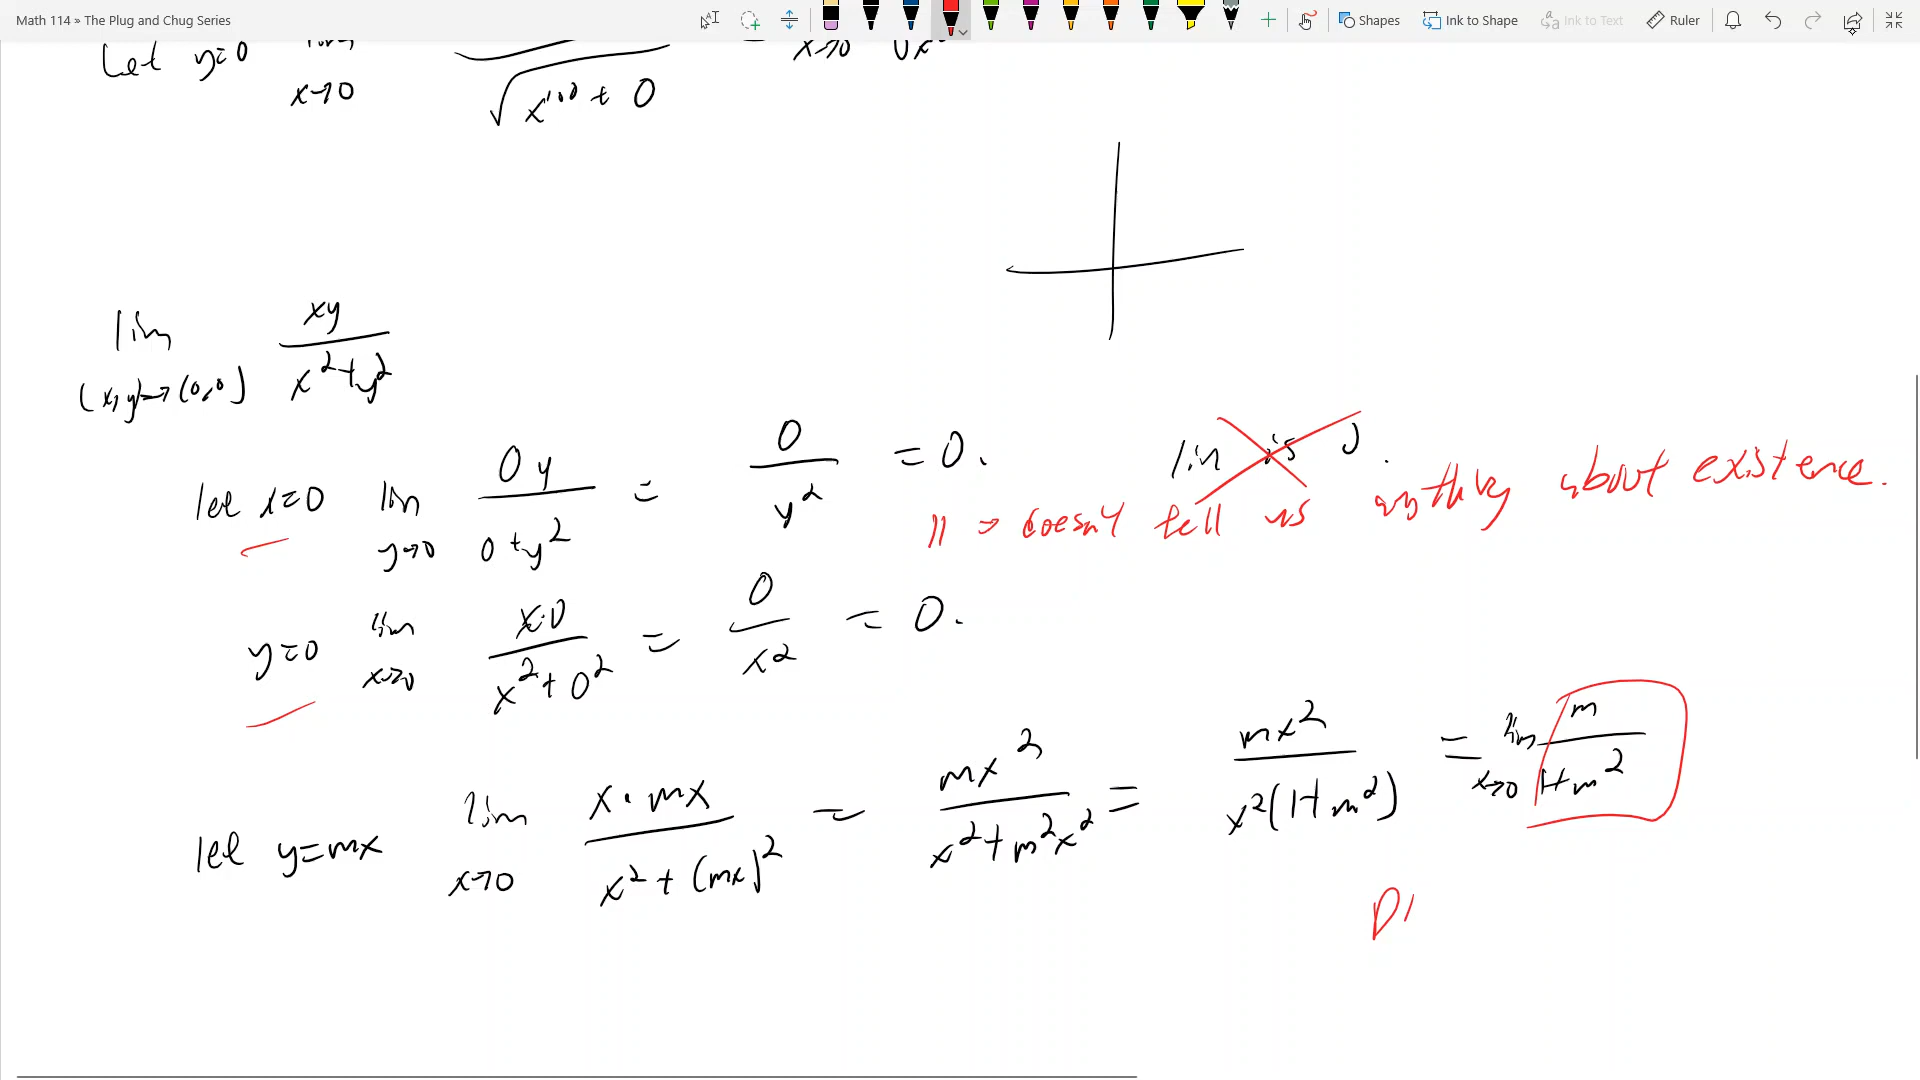 Math 114 » The Plug and Chug Series
Shapes
Ink to Shape
Ink to Text
Ruler
Let y=0 lim x→0 √x¹⁰⁰ + 0 x→0
lim (x,y)→(0,0) xy / x²+y²
let x=0 lim y→0 0y / 0+y² = 0 / y² = 0.
lim is
11 → doesn't tell us anything about existence.
y=0 lim x→0 x·0 / x²+0² = 0 / x² = 0.
let y=mx lim x→0 x·mx / x²+(mx)² = mx² / x²+m²x² = mx² / x²(1+m²) = lim x→0 m / 1+m²